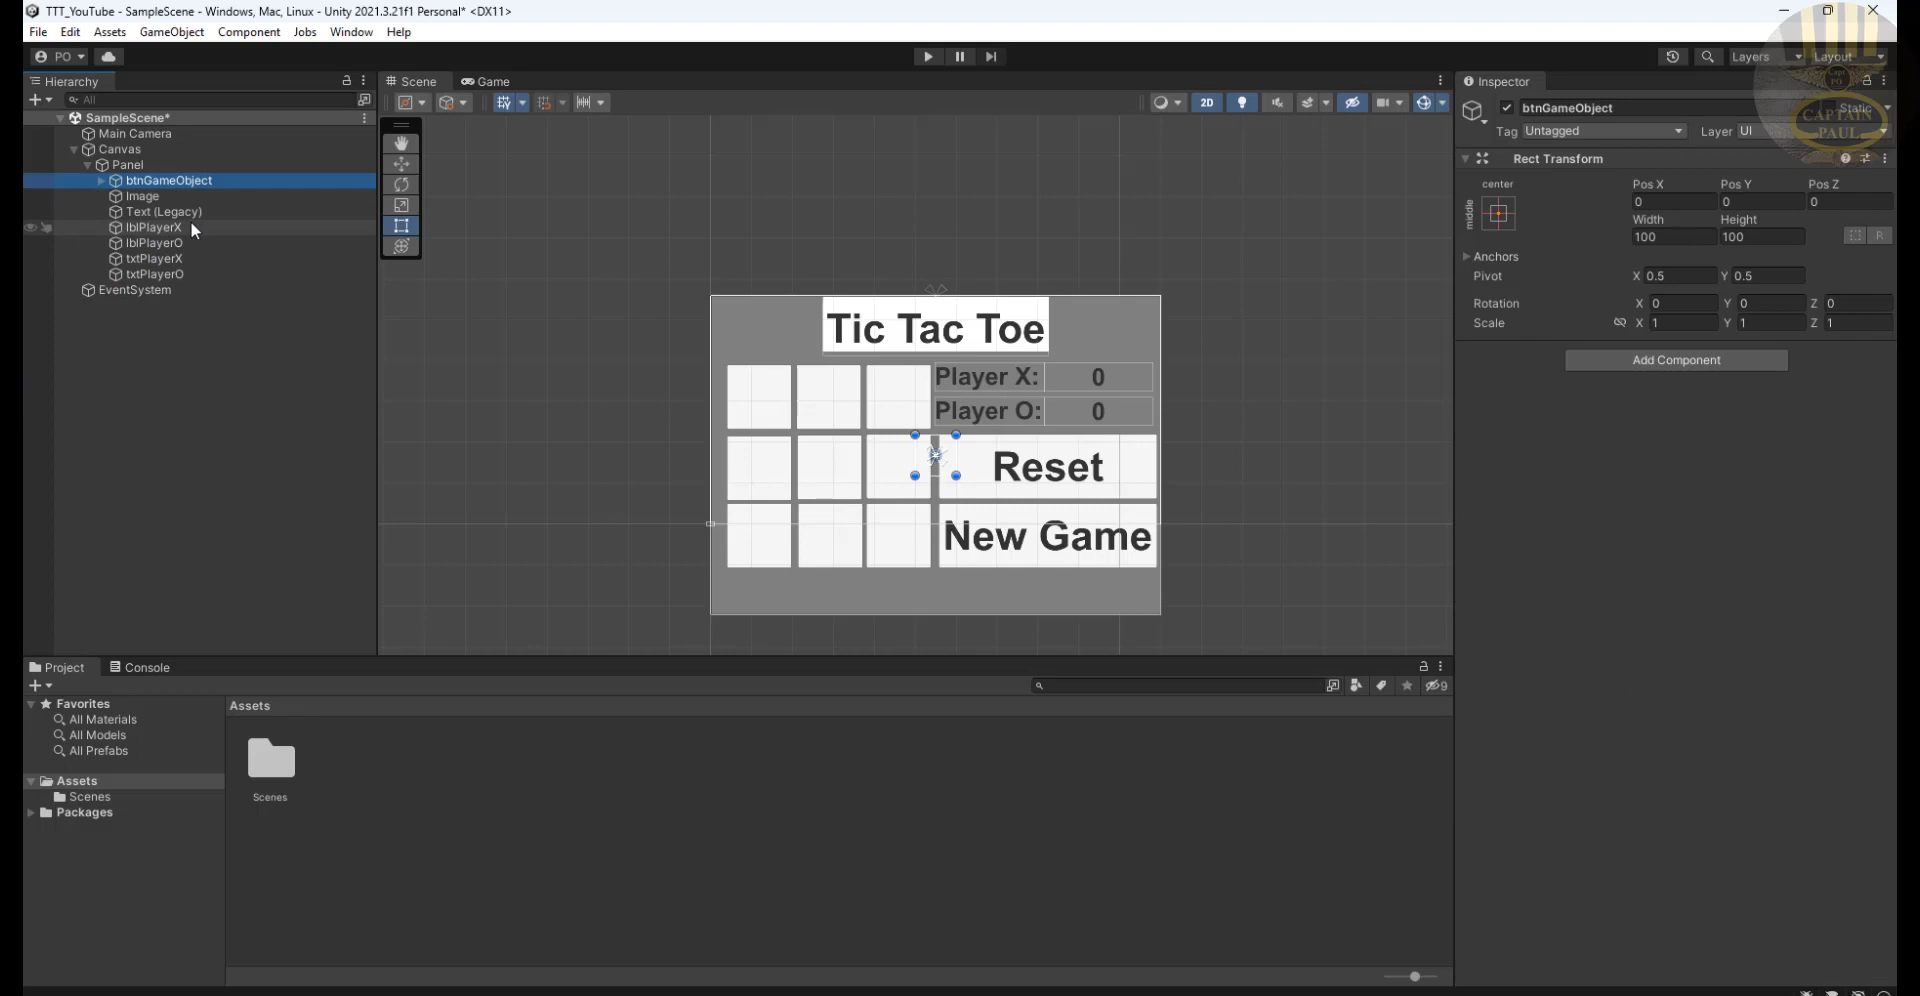 TTT_YouTube - SampleScene - Windows, Mac, Linux - Unity 2021.3.21f1 Personal* <DX11>
File Edit Assets GameObject Component Jobs Window Help
PO Layers Layout
Hierarchy Scene Game Inspector
All 2D btnGameObject Static
SampleScene*
Tag Untagged Layer UI
CAPTAIN
PAUL
Main Camera
Canvas
Panel
btnGameObject
Image
Text (Legacy)
lblPlayerX
lblPlayerO
txtPlayerX
txtPlayerO
EventSystem
Rect Transform
center
middle
Pos X Pos Y Pos Z
0 0 0
Width Height
100 100 R
Anchors
Pivot X 0.5 Y 0.5
Rotation X 0 Y 0 Z 0
Scale X 1 Y 1 Z 1
Add Component
Tic Tac Toe
Player X: 0
Player O: 0
Reset
New Game
Project Console
9
Favorites
All Materials
All Models
All Prefabs
Assets
Scenes
Packages
Assets
Scenes